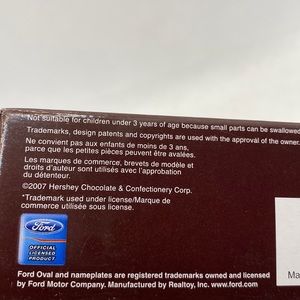 Not suitable for children under 3 years of age because small parts can be swallowed
Trademarks, design patents and copyrights are used with the approval of the owner.
Ne convient pas aux enfants de moins de 3 ans,
parce que les petites pièces peuvent être avalées.
Les marques de commerce, brevets de modèle et
droits d'auteur sont utilisés avec l'approbation
du détenteur.
©2007 Hershey Chocolate & Confectionery Corp.
*Trademark used under license/Marque de
commerce utilisée sous license.
Ford
OFFICIAL
LICENSED
PRODUCT
Ma
Ford Oval and nameplates are registered trademarks owned and licensed
by Ford Motor Company. Manufactured by Realtoy, Inc. www.ford.com